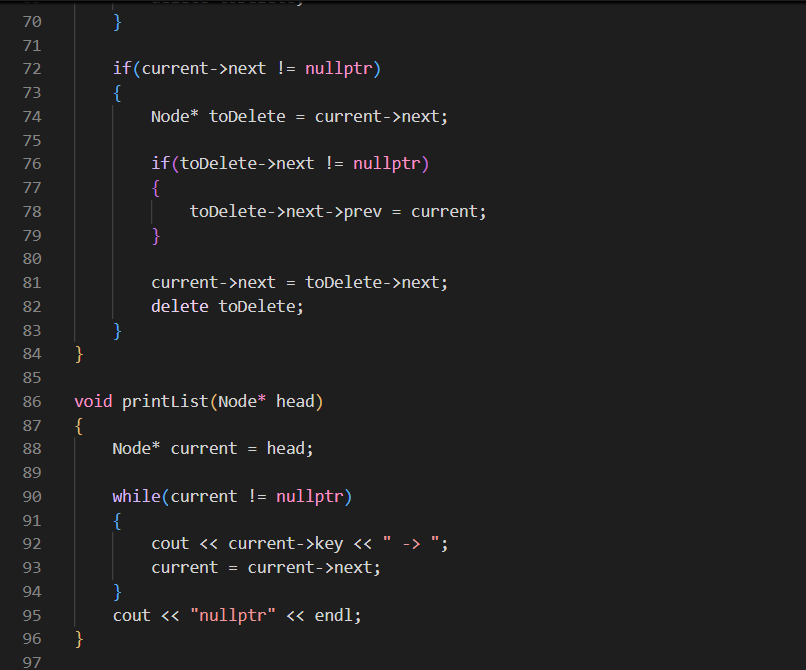 70 }
71
72 if(current->next != nullptr)
73 {
74 Node* toDelete = current->next;
75
76 if(toDelete->next != nullptr)
77 {
78 toDelete->next->prev = current;
79 }
80
81 current->next = toDelete->next;
82 delete toDelete;
83 }
84 }
85
86 void printList(Node* head)
87 {
88 Node* current = head;
89
90 while(current != nullptr)
91 {
92 cout << current->key << " -> ";
93 current = current->next;
94 }
95 cout << "nullptr" << endl;
96 }
97